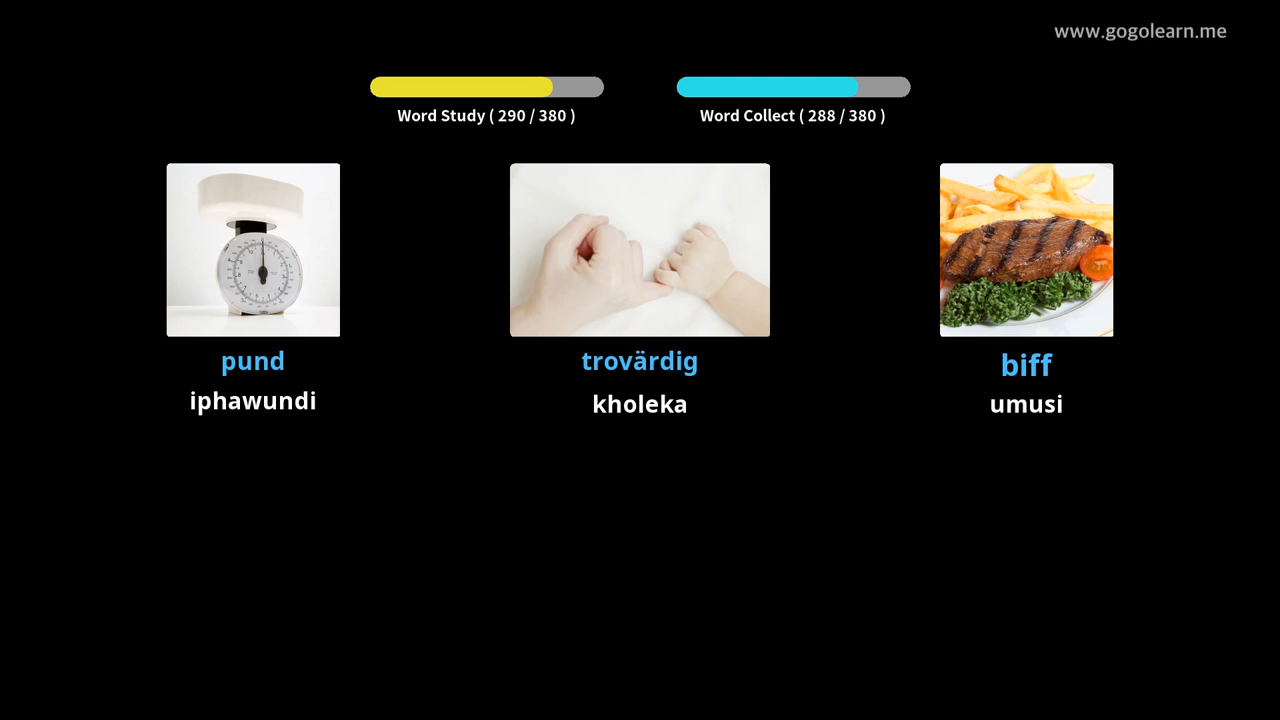 www.gogolearn.me
Word Study ( 290 / 380 )
Word Collect ( 288 / 380 )
pund
iphawundi
trovärdig
kholeka
biff
umusi